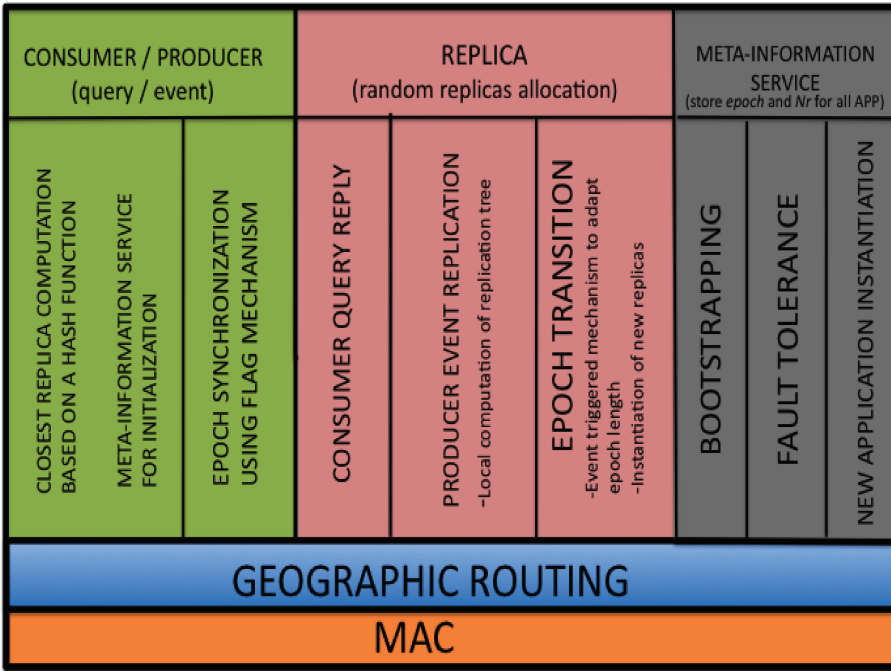 CONSUMER / PRODUCER
(query / event)
REPLICA
(random replicas allocation)
META-INFORMATION
SERVICE
(store epoch and Nr for all APP)
CLOSEST REPLICA COMPUTATION
BASED ON A HASH FUNCTION
META-INFORMATION SERVICE
FOR INITIALIZATION
EPOCH SYNCHRONIZATION
USING FLAG MECHANISM
CONSUMER QUERY REPLY
PRODUCER EVENT REPLICATION
-Local computation of replication tree
EPOCH TRANSITION
-Event triggered mechanism to adapt
epoch length
-Instantiation of new replicas
BOOTSTRAPPING
FAULT TOLERANCE
NEW APPLICATION INSTANTIATION
GEOGRAPHIC ROUTING
MAC